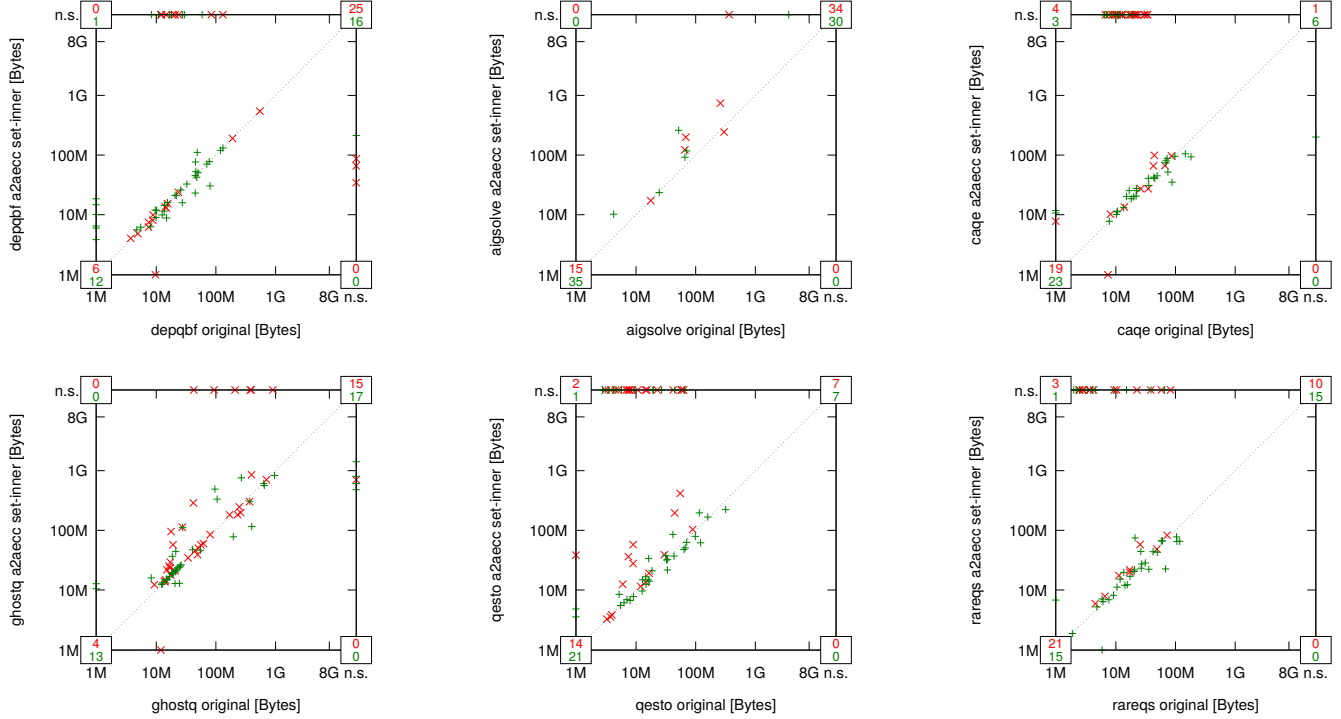 0 25
n.s. 1 16
8G
1G
100M
10M
6 0
1M 12 0
1M 10M 100M 1G 8G n.s.
depqbf a2aecc set-inner [Bytes]
depqbf original [Bytes]
0 34
n.s. 0 30
8G
1G
100M
10M
15 0
1M 35 0
1M 10M 100M 1G 8G n.s.
aigsolve a2aecc set-inner [Bytes]
aigsolve original [Bytes]
4 1
n.s. 3 6
8G
1G
100M
10M
19 0
1M 23 0
1M 10M 100M 1G 8G n.s.
caqe a2aecc set-inner [Bytes]
caqe original [Bytes]
0 15
n.s. 0 17
8G
1G
100M
10M
4 0
1M 13 0
1M 10M 100M 1G 8G n.s.
ghostq a2aecc set-inner [Bytes]
ghostq original [Bytes]
2 7
n.s. 1 7
8G
1G
100M
10M
14 0
1M 21 0
1M 10M 100M 1G 8G n.s.
qesto a2aecc set-inner [Bytes]
qesto original [Bytes]
3 10
n.s. 1 15
8G
1G
100M
10M
21 0
1M 15 0
1M 10M 100M 1G 8G n.s.
rareqs a2aecc set-inner [Bytes]
rareqs original [Bytes]